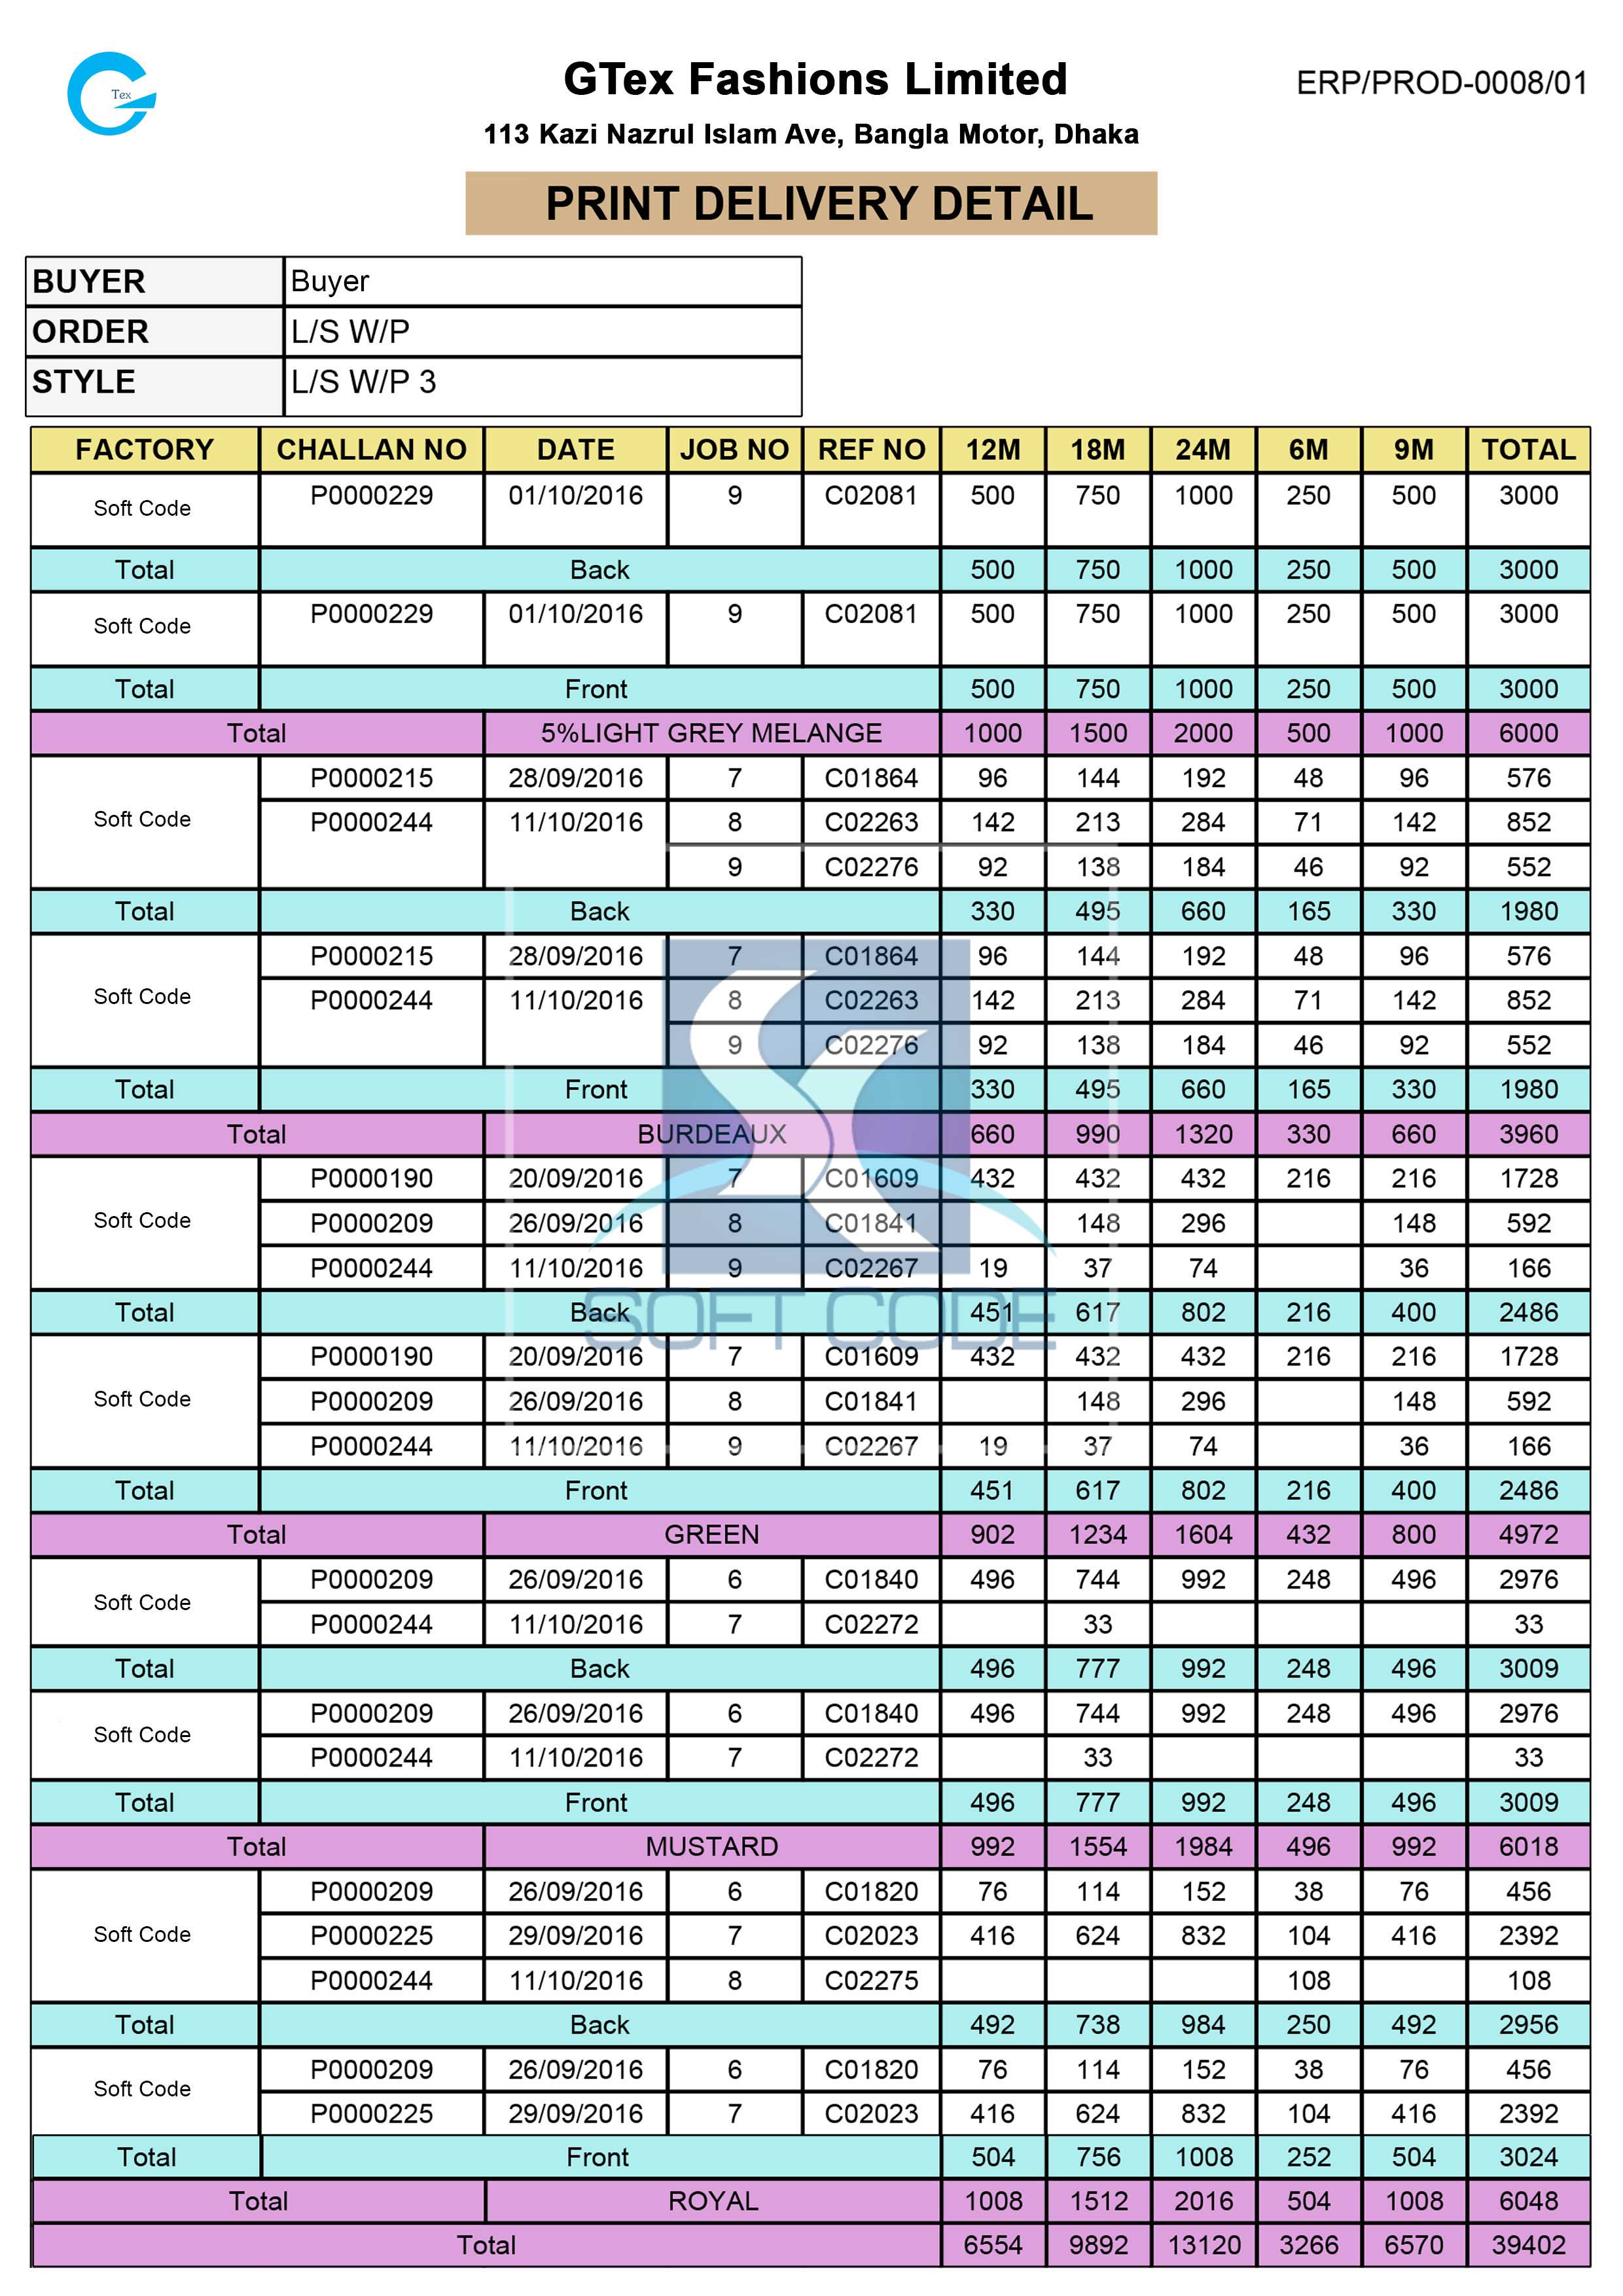 Tex
GTex Fashions Limited
ERP/PROD-0008/01
113 Kazi Nazrul Islam Ave, Bangla Motor, Dhaka
PRINT DELIVERY DETAIL
BUYER Buyer
ORDER L/S W/P
STYLE L/S W/P 3
FACTORY CHALLAN NO DATE JOB NO REF NO 12M 18M 24M 6M 9M TOTAL
Soft Code P0000229 01/10/2016 9 C02081 500 750 1000 250 500 3000
Total Back 500 750 1000 250 500 3000
Soft Code P0000229 01/10/2016 9 C02081 500 750 1000 250 500 3000
Total Front 500 750 1000 250 500 3000
Total 5%LIGHT GREY MELANGE 1000 1500 2000 500 1000 6000
Soft Code P0000215 28/09/2016 7 C01864 96 144 192 48 96 576
P0000244 11/10/2016 8 C02263 142 213 284 71 142 852
9 C02276 92 138 184 46 92 552
Total Back 330 495 660 165 330 1980
Soft Code P0000215 28/09/2016 7 C01864 96 144 192 48 96 576
P0000244 11/10/2016 8 C02263 142 213 284 71 142 852
9 C02276 92 138 184 46 92 552
Total Front 330 495 660 165 330 1980
Total BURDEAUX 660 990 1320 330 660 3960
Soft Code P0000190 20/09/2016 7 C01609 432 432 432 216 216 1728
P0000209 26/09/2016 8 C01841 148 296 148 592
P0000244 11/10/2016 9 C02267 19 37 74 36 166
Total Back 451 617 802 216 400 2486
SOFT CODE
Soft Code P0000190 20/09/2016 7 C01609 432 432 432 216 216 1728
P0000209 26/09/2016 8 C01841 148 296 148 592
P0000244 11/10/2016 9 C02267 19 37 74 36 166
Total Front 451 617 802 216 400 2486
Total GREEN 902 1234 1604 432 800 4972
Soft Code P0000209 26/09/2016 6 C01840 496 744 992 248 496 2976
P0000244 11/10/2016 7 C02272 33 33
Total Back 496 777 992 248 496 3009
Soft Code P0000209 26/09/2016 6 C01840 496 744 992 248 496 2976
P0000244 11/10/2016 7 C02272 33 33
Total Front 496 777 992 248 496 3009
Total MUSTARD 992 1554 1984 496 992 6018
Soft Code P0000209 26/09/2016 6 C01820 76 114 152 38 76 456
P0000225 29/09/2016 7 C02023 416 624 832 104 416 2392
P0000244 11/10/2016 8 C02275 108 108
Total Back 492 738 984 250 492 2956
Soft Code P0000209 26/09/2016 6 C01820 76 114 152 38 76 456
P0000225 29/09/2016 7 C02023 416 624 832 104 416 2392
Total Front 504 756 1008 252 504 3024
Total ROYAL 1008 1512 2016 504 1008 6048
Total 6554 9892 13120 3266 6570 39402